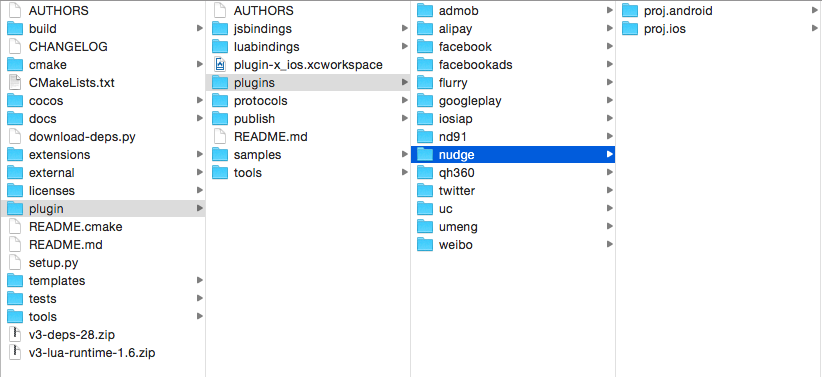 AUTHORS
build
CHANGELOG
cmake
CMakeLists.txt
cocos
docs
download-deps.py
extensions
external
licenses
plugin
README.cmake
README.md
setup.py
templates
tests
tools
v3-deps-28.zip
v3-lua-runtime-1.6.zip
AUTHORS
jsbindings
luabindings
plugin-x_ios.xcworkspace
plugins
protocols
publish
README.md
samples
tools
admob
alipay
facebook
facebookads
flurry
googleplay
iosiap
nd91
nudge
qh360
twitter
uc
umeng
weibo
proj.android
proj.ios